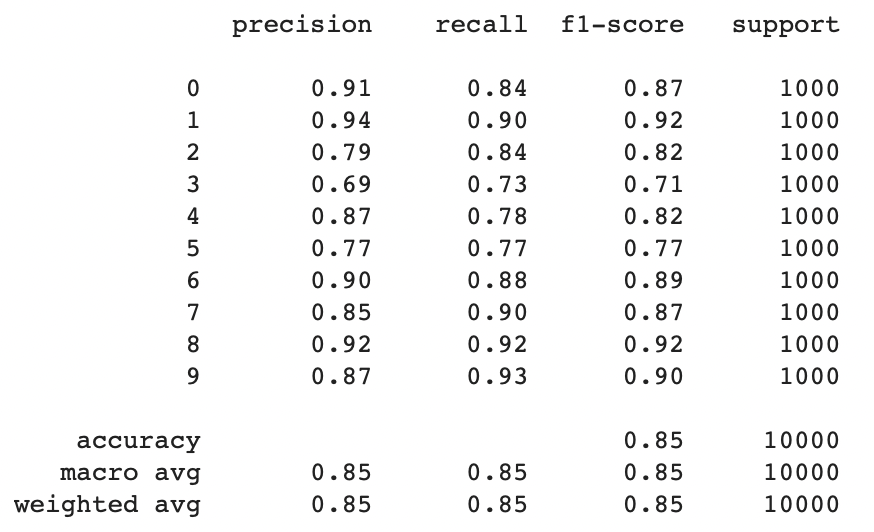 precision recall f1-score support
0 0.91 0.84 0.87 1000
1 0.94 0.90 0.92 1000
2 0.79 0.84 0.82 1000
3 0.69 0.73 0.71 1000
4 0.87 0.78 0.82 1000
5 0.77 0.77 0.77 1000
6 0.90 0.88 0.89 1000
7 0.85 0.90 0.87 1000
8 0.92 0.92 0.92 1000
9 0.87 0.93 0.90 1000
accuracy 0.85 10000
macro avg 0.85 0.85 0.85 10000
weighted avg 0.85 0.85 0.85 10000